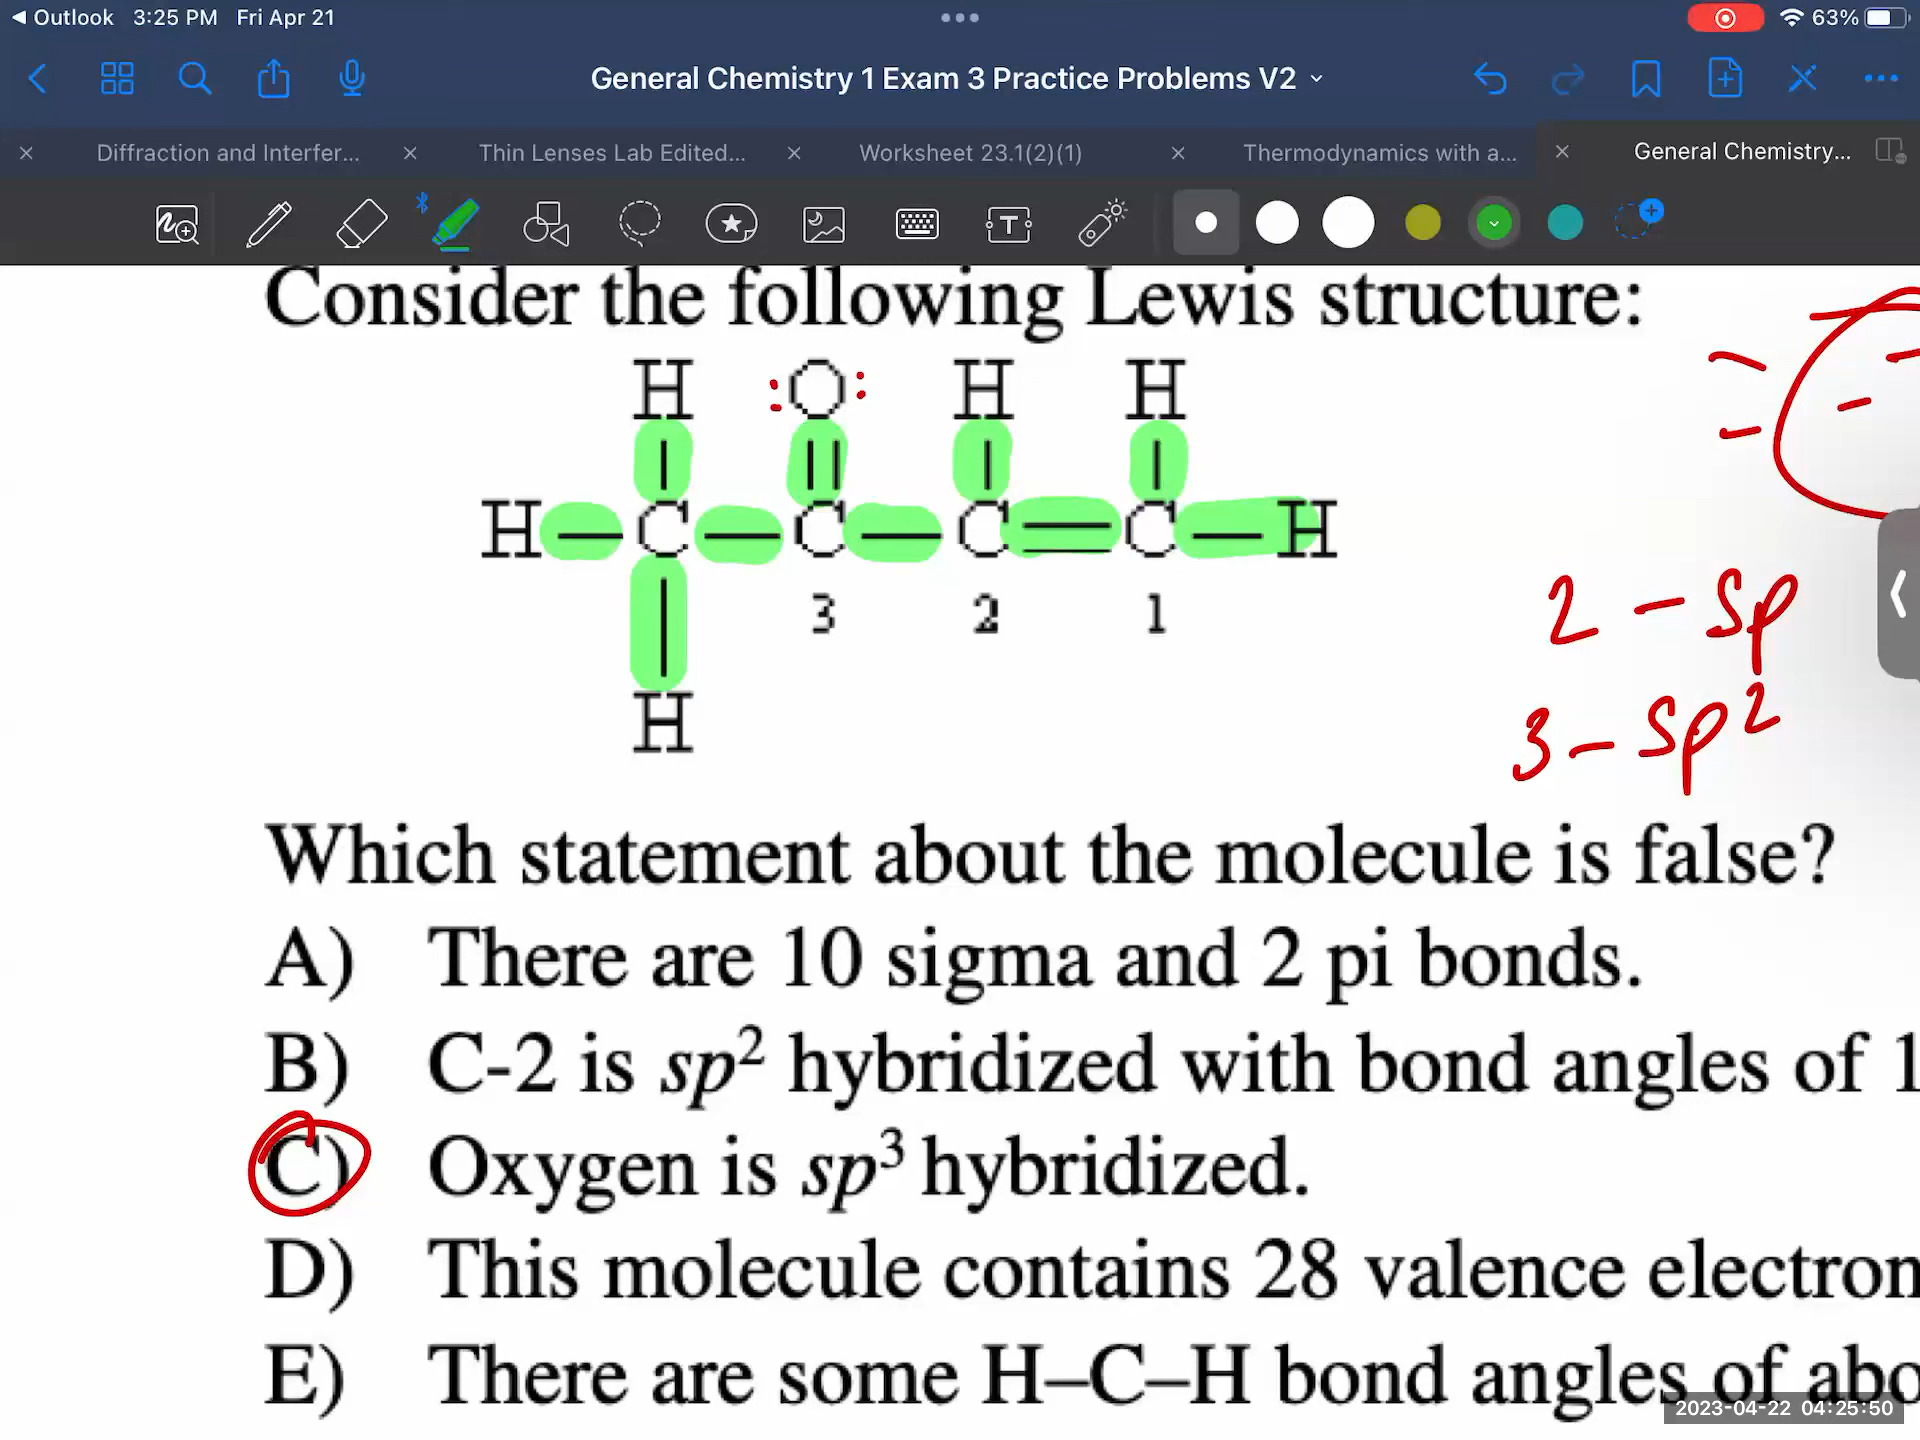 Outlook 3:25 PM Fri Apr 21
63%
General Chemistry 1 Exam 3 Practice Problems V2
Diffraction and Interfer...
Thin Lenses Lab Edited...
Worksheet 23.1(2)(1)
Thermodynamics with a...
General Chemistry...
T
Consider the following Lewis structure:
H :O: H H
H C C C C H
3 2 1
H
2 - sp
3 - sp²
Which statement about the molecule is false?
A) There are 10 sigma and 2 pi bonds.
B) C-2 is sp² hybridized with bond angles of 1
C) Oxygen is sp³ hybridized.
D) This molecule contains 28 valence electron
E) There are some H–C–H bond angles of abo
2023-04-22 04:25:50